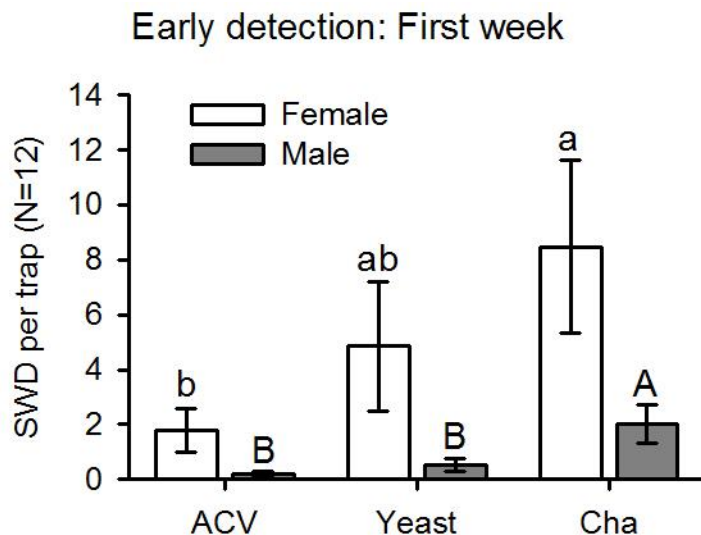 Early detection: First week
SWD per trap (N=12)
14
12
10
8
6
4
2
0
Female
Male
b
B
ab
B
a
A
ACV Yeast Cha